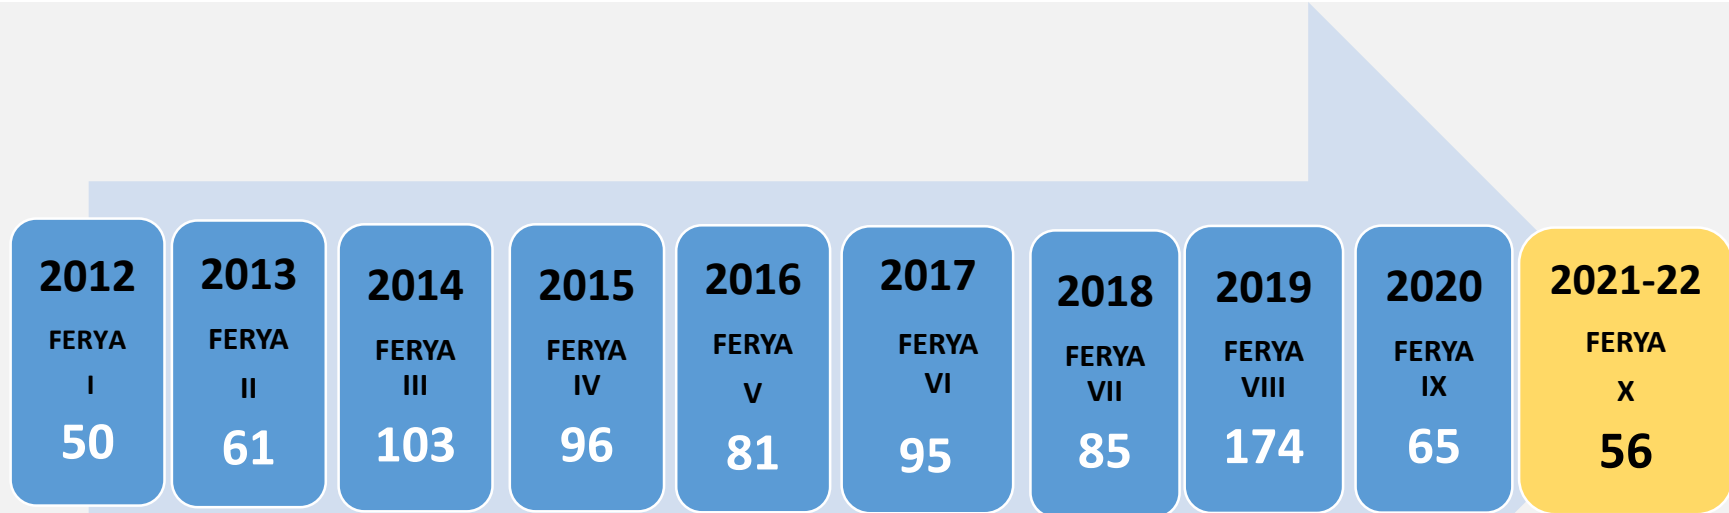 2012
FERYA
I
50
2013
FERYA
II
61
2014
FERYA
III
103
2015
FERYA
IV
96
2016
FERYA
V
81
2017
FERYA
VI
95
2018
FERYA
VII
85
2019
FERYA
VIII
174
2020
FERYA
IX
65
2021-22
FERYA
X
56